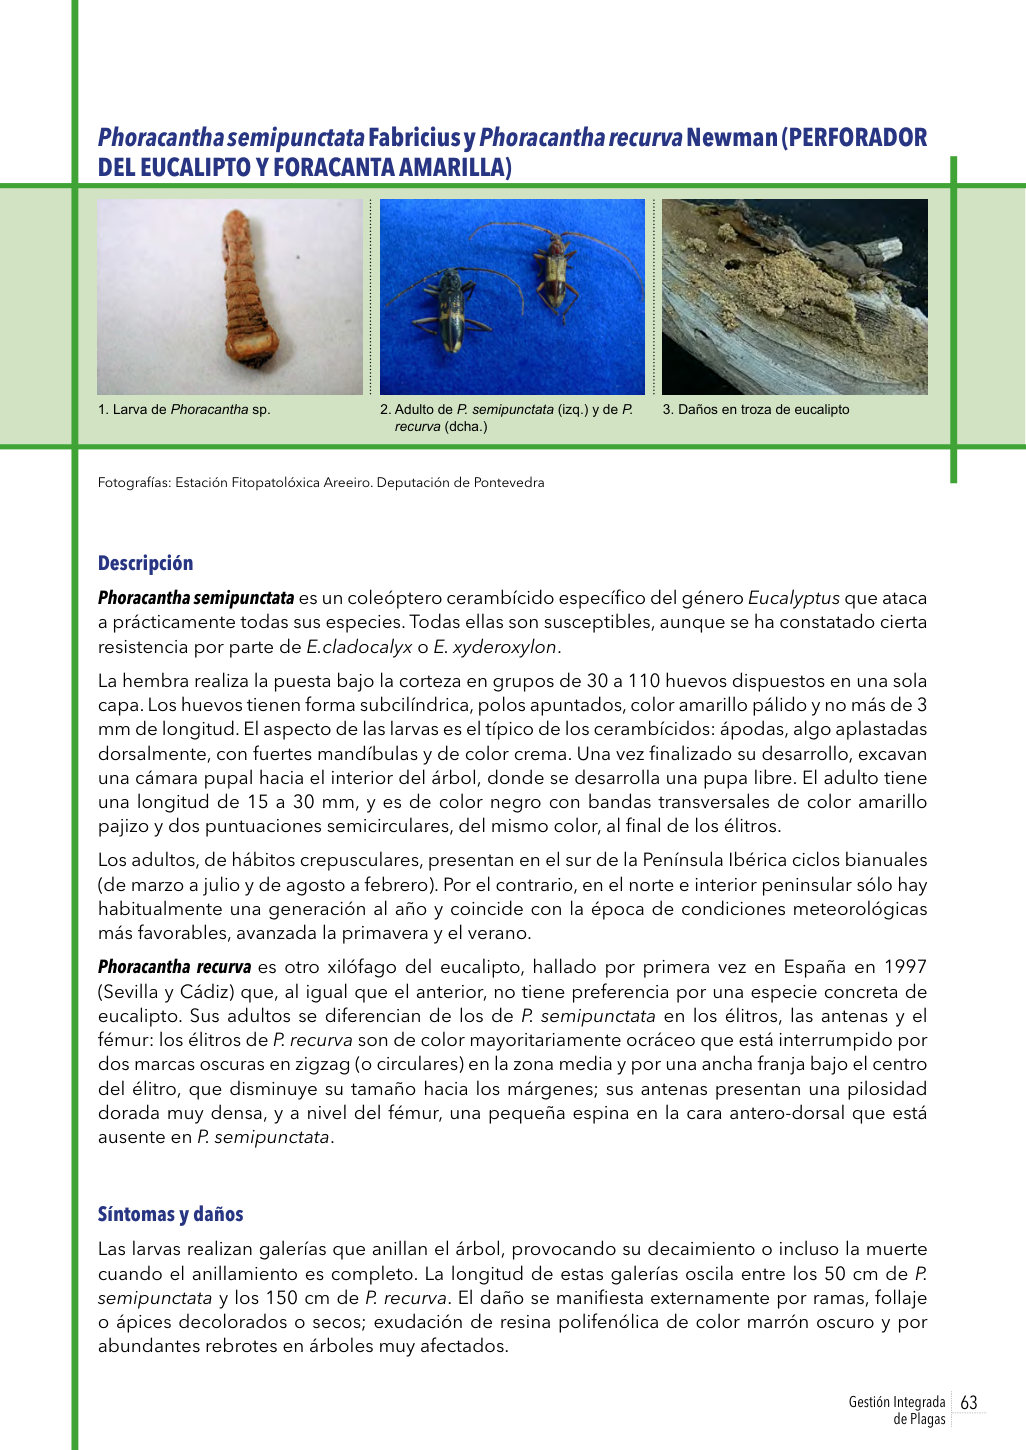 Phoracantha semipunctata Fabricius y Phoracantha recurva Newman (PERFORADOR
DEL EUCALIPTO Y FORACANTA AMARILLA)
1. Larva de Phoracantha sp.
2. Adulto de P. semipunctata (izq.) y de P.
recurva (dcha.)
3. Daños en troza de eucalipto
Fotografías: Estación Fitopatolóxica Areeiro. Deputación de Pontevedra
Descripción
Phoracantha semipunctata es un coleóptero cerambícido específico del género Eucalyptus que ataca
a prácticamente todas sus especies. Todas ellas son susceptibles, aunque se ha constatado cierta
resistencia por parte de E.cladocalyx o E. xyderoxylon.
La hembra realiza la puesta bajo la corteza en grupos de 30 a 110 huevos dispuestos en una sola
capa. Los huevos tienen forma subcilíndrica, polos apuntados, color amarillo pálido y no más de 3
mm de longitud. El aspecto de las larvas es el típico de los cerambícidos: ápodas, algo aplastadas
dorsalmente, con fuertes mandíbulas y de color crema. Una vez finalizado su desarrollo, excavan
una cámara pupal hacia el interior del árbol, donde se desarrolla una pupa libre. El adulto tiene
una longitud de 15 a 30 mm, y es de color negro con bandas transversales de color amarillo
pajizo y dos puntuaciones semicirculares, del mismo color, al final de los élitros.
Los adultos, de hábitos crepusculares, presentan en el sur de la Península Ibérica ciclos bianuales
(de marzo a julio y de agosto a febrero). Por el contrario, en el norte e interior peninsular sólo hay
habitualmente una generación al año y coincide con la época de condiciones meteorológicas
más favorables, avanzada la primavera y el verano.
Phoracantha recurva es otro xilófago del eucalipto, hallado por primera vez en España en 1997
(Sevilla y Cádiz) que, al igual que el anterior, no tiene preferencia por una especie concreta de
eucalipto. Sus adultos se diferencian de los de P. semipunctata en los élitros, las antenas y el
fémur: los élitros de P. recurva son de color mayoritariamente ocráceo que está interrumpido por
dos marcas oscuras en zigzag (o circulares) en la zona media y por una ancha franja bajo el centro
del élitro, que disminuye su tamaño hacia los márgenes; sus antenas presentan una pilosidad
dorada muy densa, y a nivel del fémur, una pequeña espina en la cara antero-dorsal que está
ausente en P. semipunctata.
Síntomas y daños
Las larvas realizan galerías que anillan el árbol, provocando su decaimiento o incluso la muerte
cuando el anillamiento es completo. La longitud de estas galerías oscila entre los 50 cm de P.
semipunctata y los 150 cm de P. recurva. El daño se manifiesta externamente por ramas, follaje
o ápices decolorados o secos; exudación de resina polifenólica de color marrón oscuro y por
abundantes rebrotes en árboles muy afectados.
Gestión Integrada 63
de Plagas